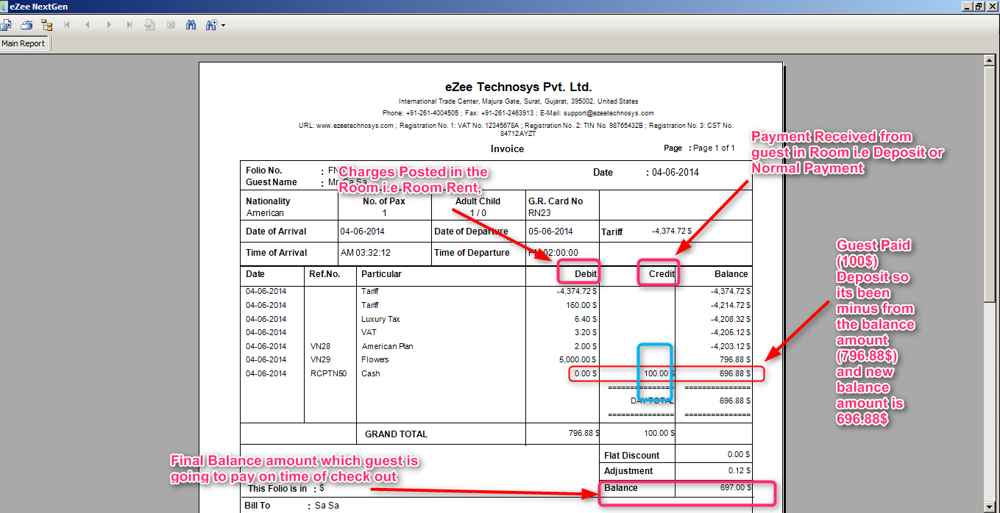 eZee NextGen
Main Report
eZee Technosys Pvt. Ltd.
International Trade Center, Majura Gate, Surat, Gujarat, 395002, United States
Phone: +91-261-4004505 ; Fax: +91-261-2463913 ; E-Mail: support@ezeetechnosys.com
URL: www.ezeetechnosys.com ; Registration No. 1: VAT No. 12345678A ; Registration No. 2: TIN No. 98765432B ; Registration No. 3: CST No.
84712AYZT
Invoice
Page : Page 1 of 1
Payment Received from
guest in Room i.e Deposit or
Normal Payment
Folio No. :
Guest Name : Mr. Sa Sa
Date : 04-06-2014
Charges Posted in the
Room i.e Room Rent,
Nationality No. of Pax Adult Child G.R. Card No
American 1 1 / 0 RN23
Date of Arrival 04-06-2014 Date of Departure 05-06-2014 Tariff -4,374.72 $
Time of Arrival AM 03:32:12 Time of Departure 02:00:00
Date Ref.No. Particular Debit Credit Balance
04-06-2014 Tariff -4,374.72 $ -4,374.72 $
04-06-2014 Tariff 160.00 $ -4,214.72 $
04-06-2014 Luxury Tax 6.40 $ -4,208.32 $
04-06-2014 VAT 3.20 $ -4,205.12 $
04-06-2014 VN28 American Plan 2.00 $ -4,203.12 $
04-06-2014 VN29 Flowers 5,000.00 $ 796.88 $
04-06-2014 RCPTN50 Cash 0.00 $ 100.00 $ 696.88 $
=============== ===============
DAY TOTAL 696.88 $
=============== ===============
GRAND TOTAL 796.88 $ 100.00 $
Guest Paid
(100$)
Deposit so
its been
minus from
the balance
amount
(796.88$)
and new
balance
amount is
696.88$
Flat Discount 0.00 $
Adjustment 0.12 $
Balance 697.00 $
Final Balance amount which guest is
going to pay on time of check out
This Folio is in : $
Bill To : Sa Sa